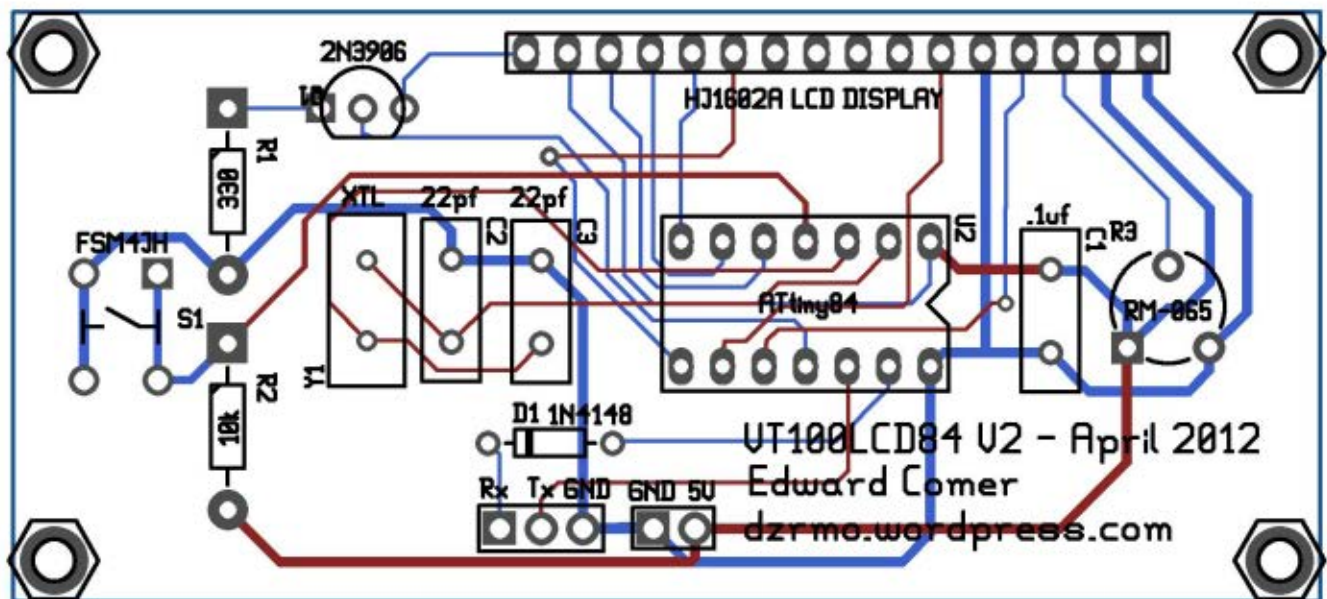 2N3906
HJ1602A LCD DISPLAY
R1
330
XTL
22pf
22pf
C2
C3
U2
.1uf
C1
R3
FSM4JH
S1
ATtiny84
RM-065
Y1
R2
10k
D1 1N4148
VT100LCD84 V2 - April 2012
Edward Comer
Rx Tx GND
GND 5V
dzrmo.wordpress.com